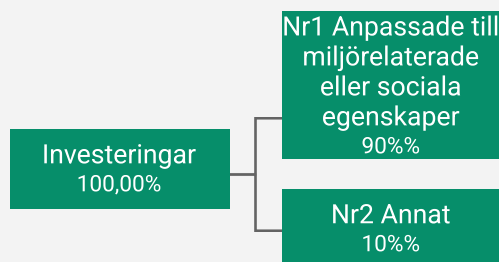 Nr1 Anpassade till
miljörelaterade
eller sociala
egenskaper
90%%
Investeringar
100,00%
Nr2 Annat
10%%